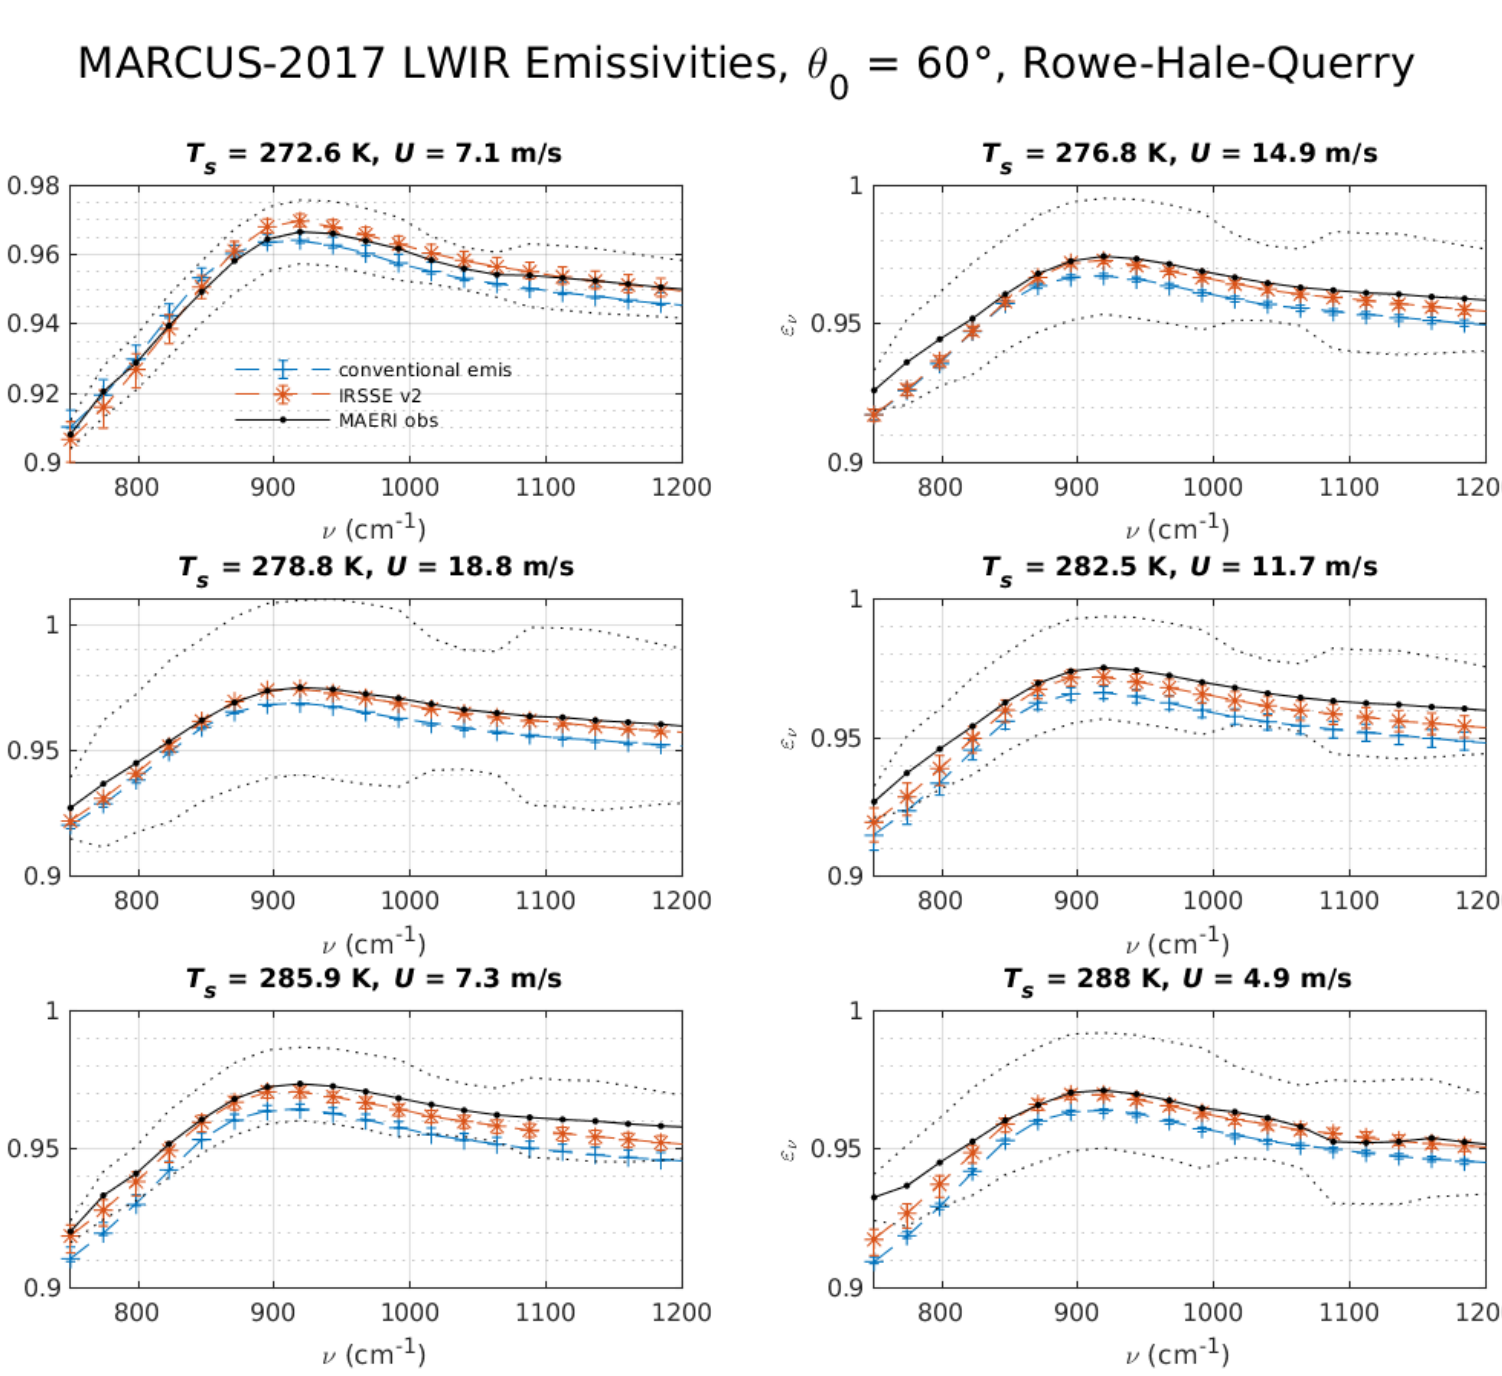 MARCUS-2017 LWIR Emissivities, θ₀ = 60°, Rowe-Hale-Querry
Tₛ = 272.6 K, U = 7.1 m/s
0.98
0.96
0.94
0.92
0.9
conventional emis
IRSSE v2
MAERI obs
800 900 1000 1100 1200
ν (cm⁻¹)
Tₛ = 276.8 K, U = 14.9 m/s
1
0.95
0.9
εᵥ
800 900 1000 1100 120
ν (cm⁻¹)
Tₛ = 278.8 K, U = 18.8 m/s
1
0.95
0.9
800 900 1000 1100 1200
ν (cm⁻¹)
Tₛ = 282.5 K, U = 11.7 m/s
1
0.95
0.9
εᵥ
800 900 1000 1100 120
ν (cm⁻¹)
Tₛ = 285.9 K, U = 7.3 m/s
1
0.95
0.9
800 900 1000 1100 1200
ν (cm⁻¹)
Tₛ = 288 K, U = 4.9 m/s
1
0.95
0.9
εᵥ
800 900 1000 1100 120
ν (cm⁻¹)